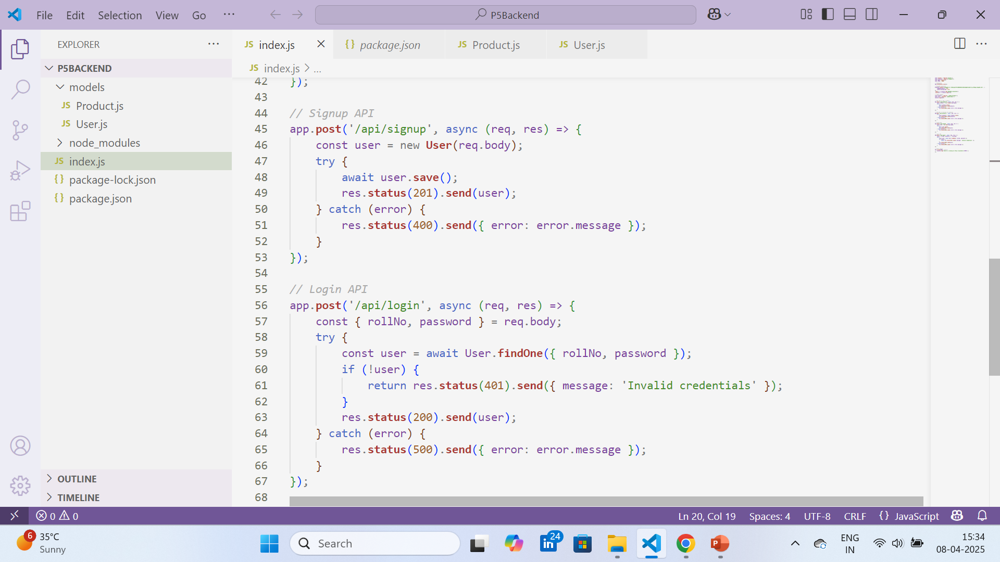 File Edit Selection View Go ···
P5Backend
EXPLORER ···
P5BACKEND
models
JS Product.js
JS User.js
node_modules
JS index.js
{} package-lock.json
{} package.json
OUTLINE
TIMELINE
JS index.js
{} package.json
JS Product.js
JS User.js
JS index.js > ...
42 });
43
44 // Signup API
45 app.post('/api/signup', async (req, res) => {
46     const user = new User(req.body);
47     try {
48         await user.save();
49         res.status(201).send(user);
50     } catch (error) {
51         res.status(400).send({ error: error.message });
52     }
53 });
54
55 // Login API
56 app.post('/api/login', async (req, res) => {
57     const { rollNo, password } = req.body;
58     try {
59         const user = await User.findOne({ rollNo, password });
60         if (!user) {
61             return res.status(401).send({ message: 'Invalid credentials' });
62         }
63         res.status(200).send(user);
64     } catch (error) {
65         res.status(500).send({ error: error.message });
66     }
67 });
68
0 0
Ln 20, Col 19 Spaces: 4 UTF-8 CRLF {} JavaScript
6
35°C
Sunny
Search
24
in
P
ENG
IN
15:34
08-04-2025